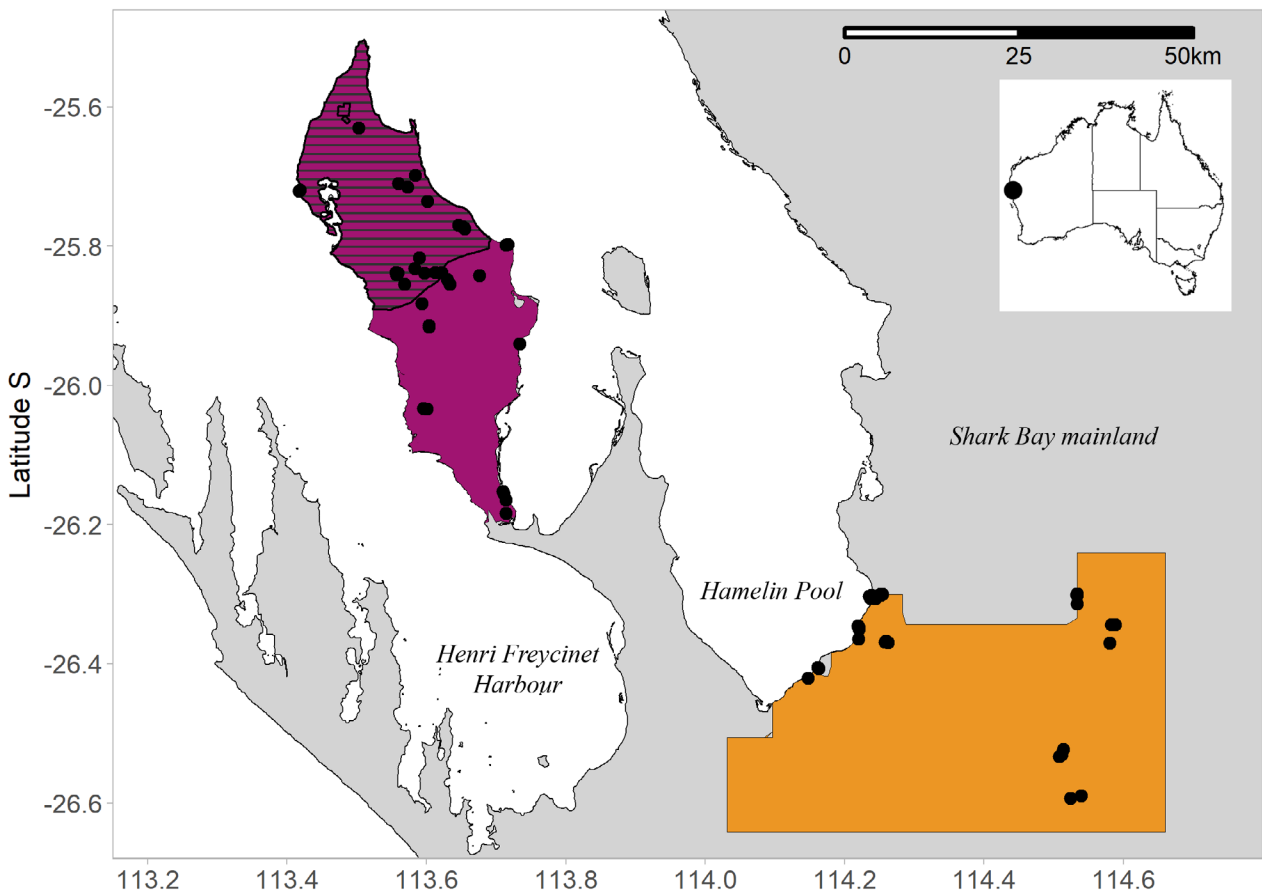 0 25 50km
-25.6
-25.8
Latitude S
-26.0
Shark Bay mainland
-26.2
Hamelin Pool
-26.4
Henri Freycinet
Harbour
-26.6
113.2 113.4 113.6 113.8 114.0 114.2 114.4 114.6